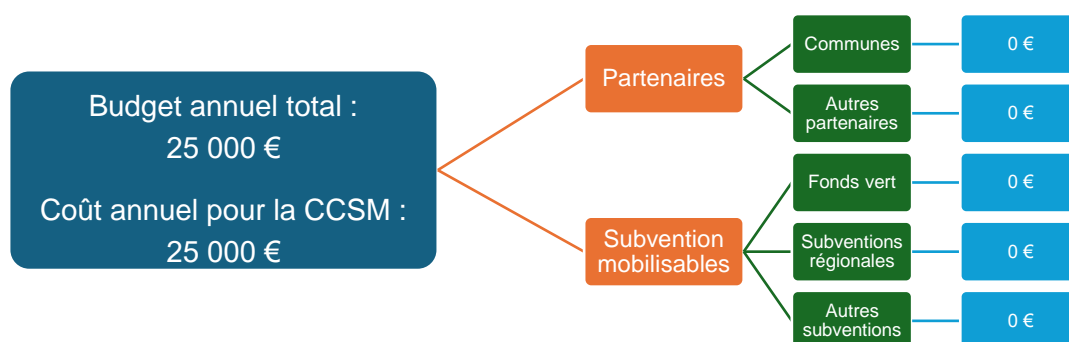 Budget annuel total :
25 000 €
Coût annuel pour la CCSM :
25 000 €
Partenaires
Communes
0 €
Autres
partenaires
0 €
Subvention
mobilisables
Fonds vert
0 €
Subventions
régionales
0 €
Autres
subventions
0 €